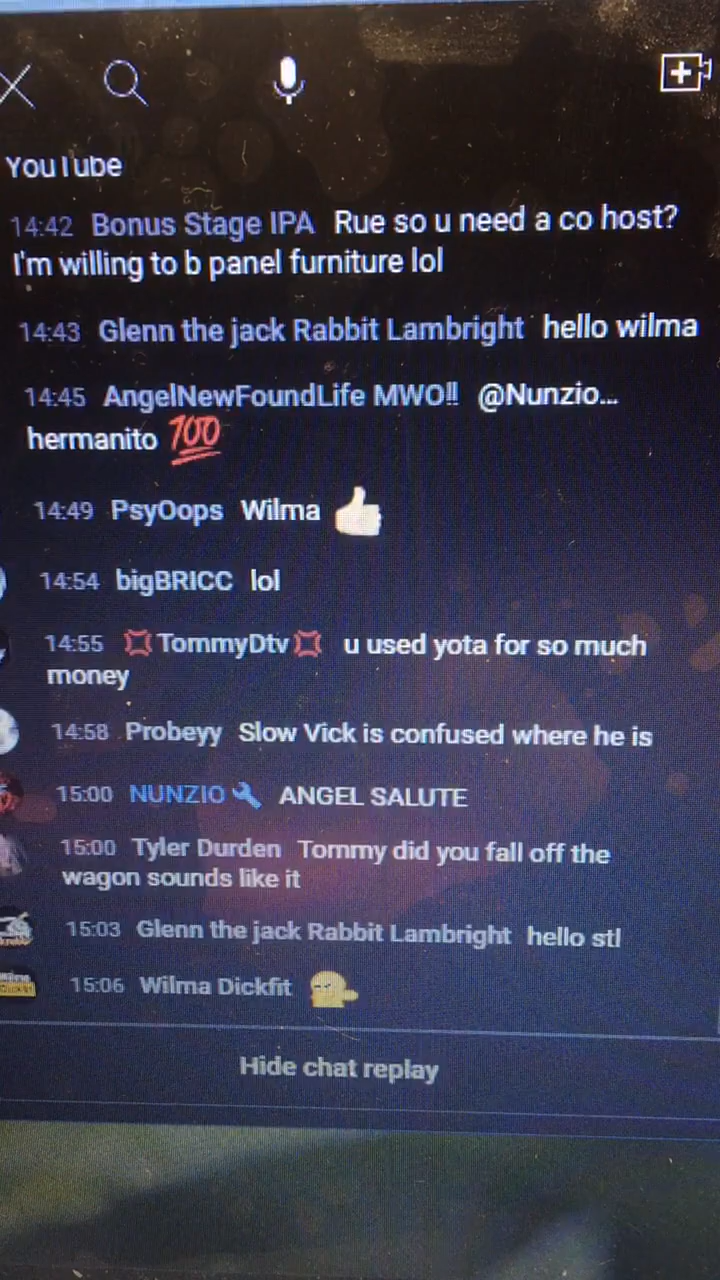 YouTube
14:42 Bonus Stage IPA Rue so u need a co host?
I'm willing to b panel furniture lol
14:43 Glenn the jack Rabbit Lambright hello wilma
14:45 AngelNewFoundLife MWO!! @Nunzio...
hermanito 💯
14:49 PsyOops Wilma 👍
14:54 bigBRICC lol
14:55 💢TommyDtv💢 u used yota for so much
money
14:58 Probeyy Slow Vick is confused where he is
15:00 NUNZIO🔧 ANGEL SALUTE
15:00 Tyler Durden Tommy did you fall off the
wagon sounds like it
15:03 Glenn the jack Rabbit Lambright hello stl
15:06 Wilma Dickfit
Hide chat replay